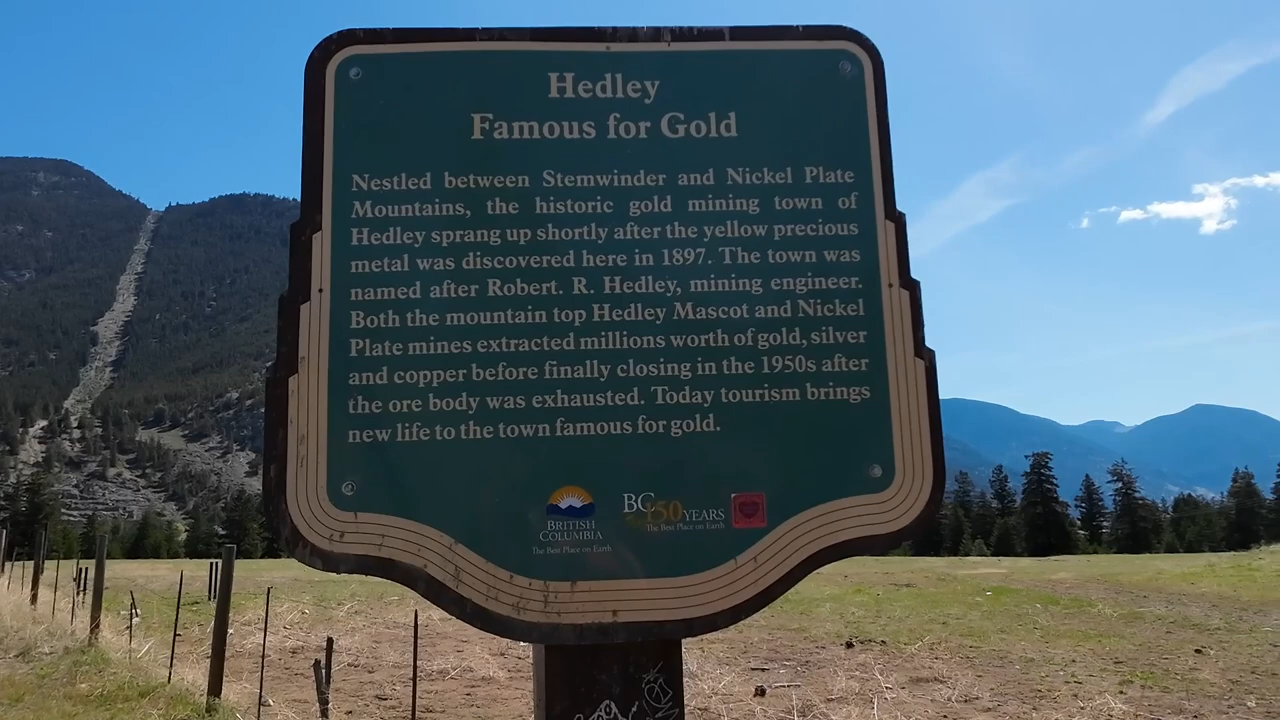 Hedley
Famous for Gold
Nestled between Stemwinder and Nickel Plate
Mountains, the historic gold mining town of
Hedley sprang up shortly after the yellow precious
metal was discovered here in 1897. The town was
named after Robert. R. Hedley, mining engineer.
Both the mountain top Hedley Mascot and Nickel
Plate mines extracted millions worth of gold, silver
and copper before finally closing in the 1950s after
the ore body was exhausted. Today tourism brings
new life to the town famous for gold.
BRITISH
COLUMBIA
The Best Place on Earth
BC150 YEARS
The Best Place on Earth